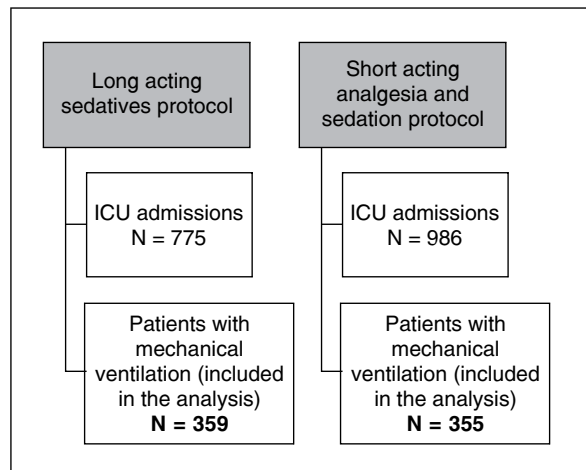 Long acting
sedatives protocol
ICU admissions
N = 775
Patients with
mechanical
ventilation (included
in the analysis)
N = 359
Short acting
analgesia and
sedation protocol
ICU admissions
N = 986
Patients with
mechanical
ventilation (included
in the analysis)
N = 355